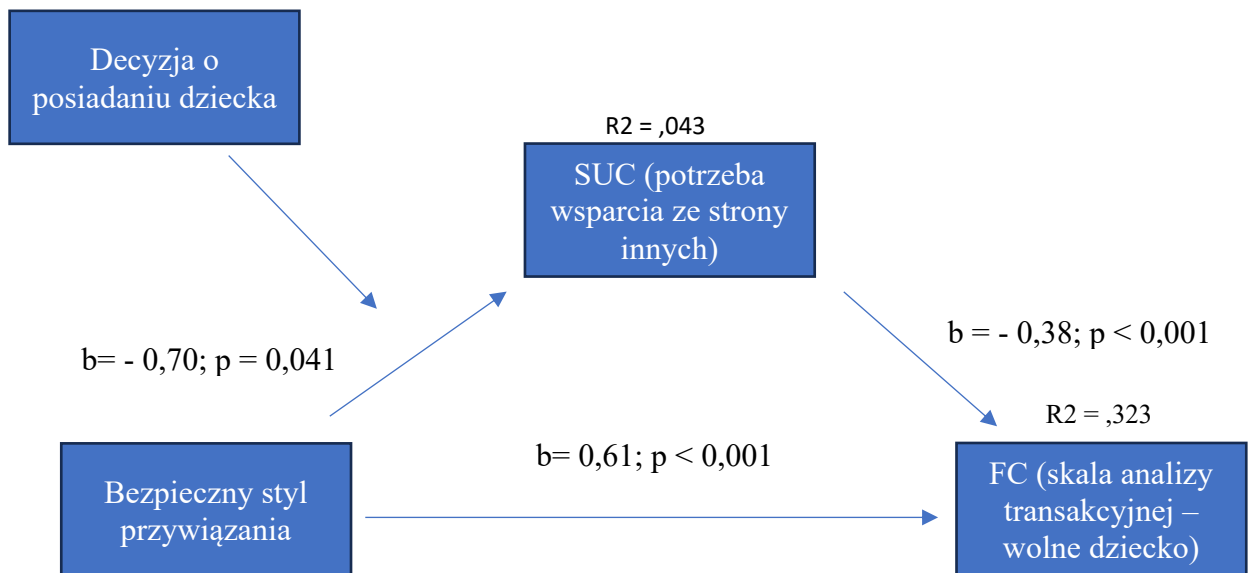 Decyzja o
posiadaniu dziecka
R2 = ,043
SUC (potrzeba
wsparcia ze strony
innych)
b= - 0,70; p = 0,041
b = - 0,38; p < 0,001
R2 = ,323
b= 0,61; p < 0,001
Bezpieczny styl
przywiązania
FC (skala analizy
transakcyjnej –
wolne dziecko)